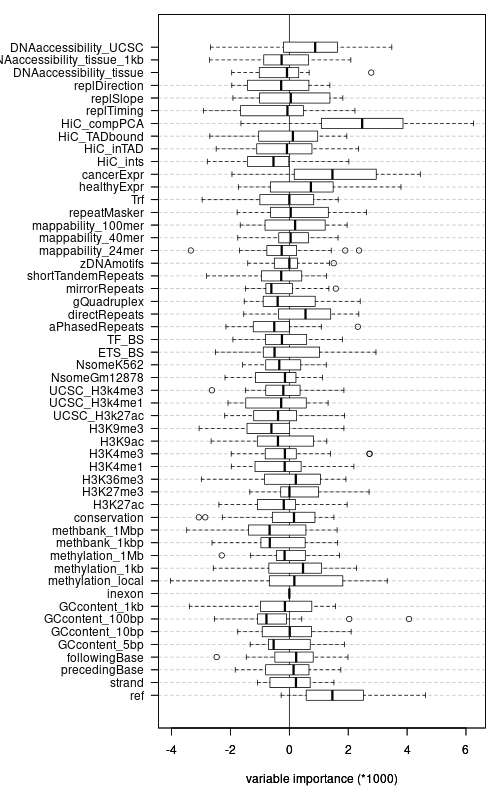 DNAaccessibility_UCSC
NAaccessibility_tissue_1kb
DNAaccessibility_tissue
replDirection
replSlope
replTiming
HiC_compPCA
HiC_TADbound
HiC_inTAD
HiC_ints
cancerExpr
healthyExpr
Trf
repeatMasker
mappability_100mer
mappability_40mer
mappability_24mer
zDNAmotifs
shortTandemRepeats
mirrorRepeats
gQuadruplex
directRepeats
aPhasedRepeats
TF_BS
ETS_BS
NsomeK562
NsomeGm12878
UCSC_H3k4me3
UCSC_H3k4me1
UCSC_H3k27ac
H3K9me3
H3K9ac
H3K4me3
H3K4me1
H3K36me3
H3K27me3
H3K27ac
conservation
methbank_1Mbp
methbank_1kbp
methylation_1Mb
methylation_1kb
methylation_local
inexon
GCcontent_1kb
GCcontent_100bp
GCcontent_10bp
GCcontent_5bp
followingBase
precedingBase
strand
ref
-4 -2 0 2 4 6
variable importance (*1000)